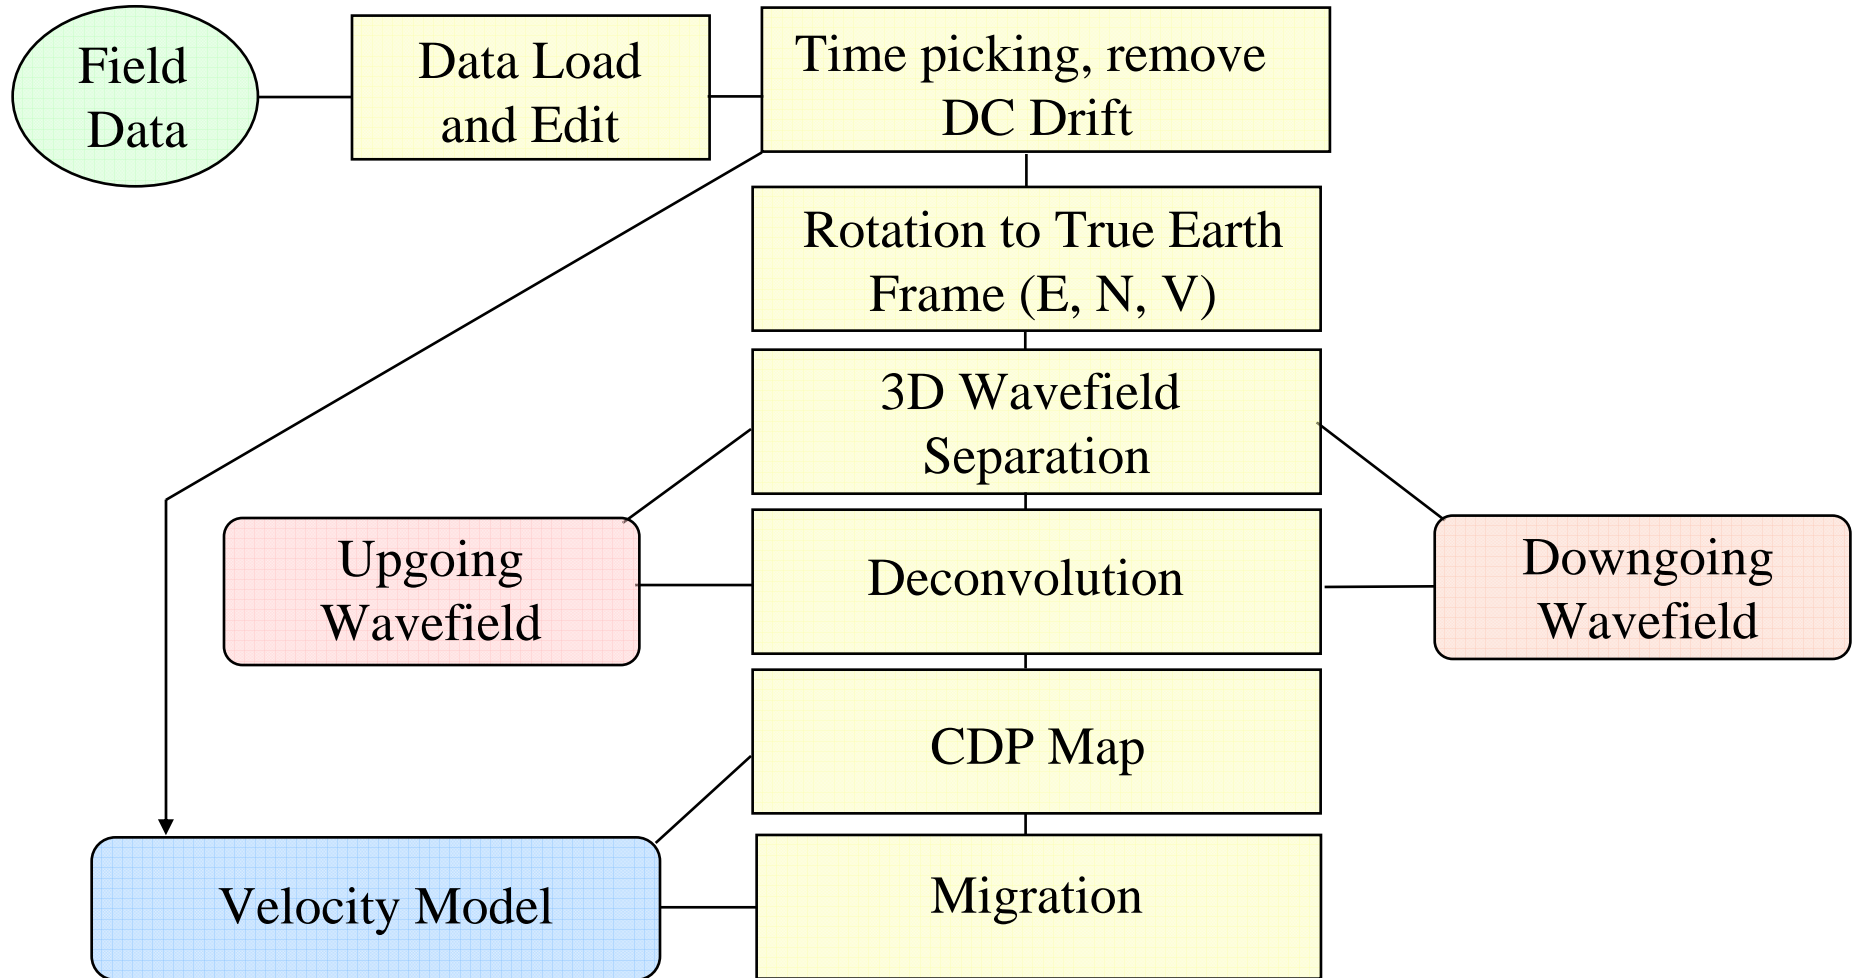 Field
Data
Data Load
and Edit
Time picking, remove
DC Drift
Rotation to True Earth
Frame (E, N, V)
3D Wavefield
Separation
Upgoing
Wavefield
Deconvolution
Downgoing
Wavefield
CDP Map
Velocity Model
Migration